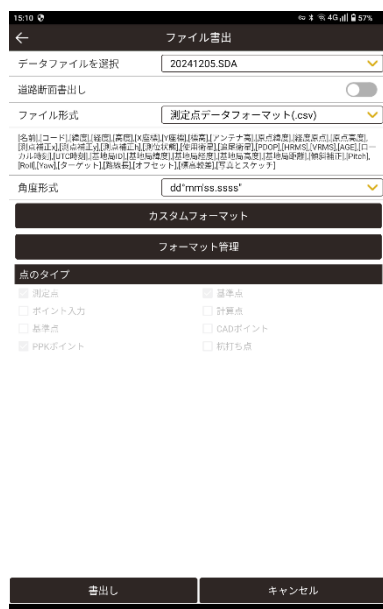 15:10 4G 57%
ファイル書出
データファイルを選択 20241205.SDA
道路断面書出し
ファイル形式 測定点データフォーマット(.csv)
[名前],[コード],[緯度],[経度],[高度],[X座標],[Y座標],[標高],[アンテナ高],[原点緯度],[経度原点],[原点高度],
[測点補正x],[測点補正y],[測点補正h],[測位状態],[使用衛星],[追尾衛星],[PDOP],[HRMS],[VRMS],[AGE],[ロー
カル時刻],[UTC時刻],[基地局ID],[基地局緯度],[基地局経度],[基地局高度],[基地局距離],[傾斜補正],[Pitch],
[Roll],[Yaw],[ターゲット],[路線長],[オフセット],[標高較差],[写真とスケッチ]
角度形式 dd°mm'ss.ssss"
カスタムフォーマット
フォーマット管理
点のタイプ
測定点 基準点
ポイント入力 計算点
基準点 CADポイント
PPKポイント 杭打ち点
書出し キャンセル